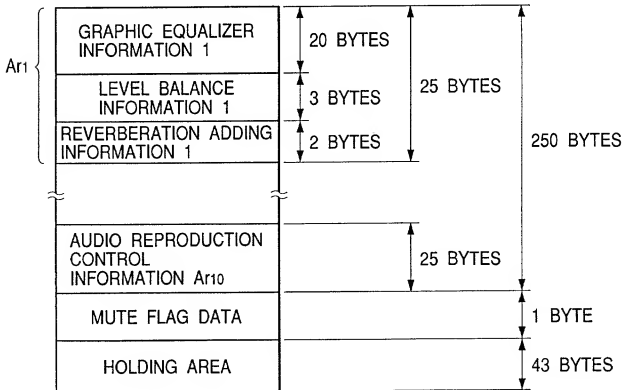 Ar1
GRAPHIC EQUALIZER
INFORMATION 1
20 BYTES
LEVEL BALANCE
INFORMATION 1
3 BYTES
25 BYTES
REVERBERATION ADDING
INFORMATION 1
2 BYTES
250 BYTES
AUDIO REPRODUCTION
CONTROL
INFORMATION Ar10
25 BYTES
MUTE FLAG DATA
1 BYTE
HOLDING AREA
43 BYTES